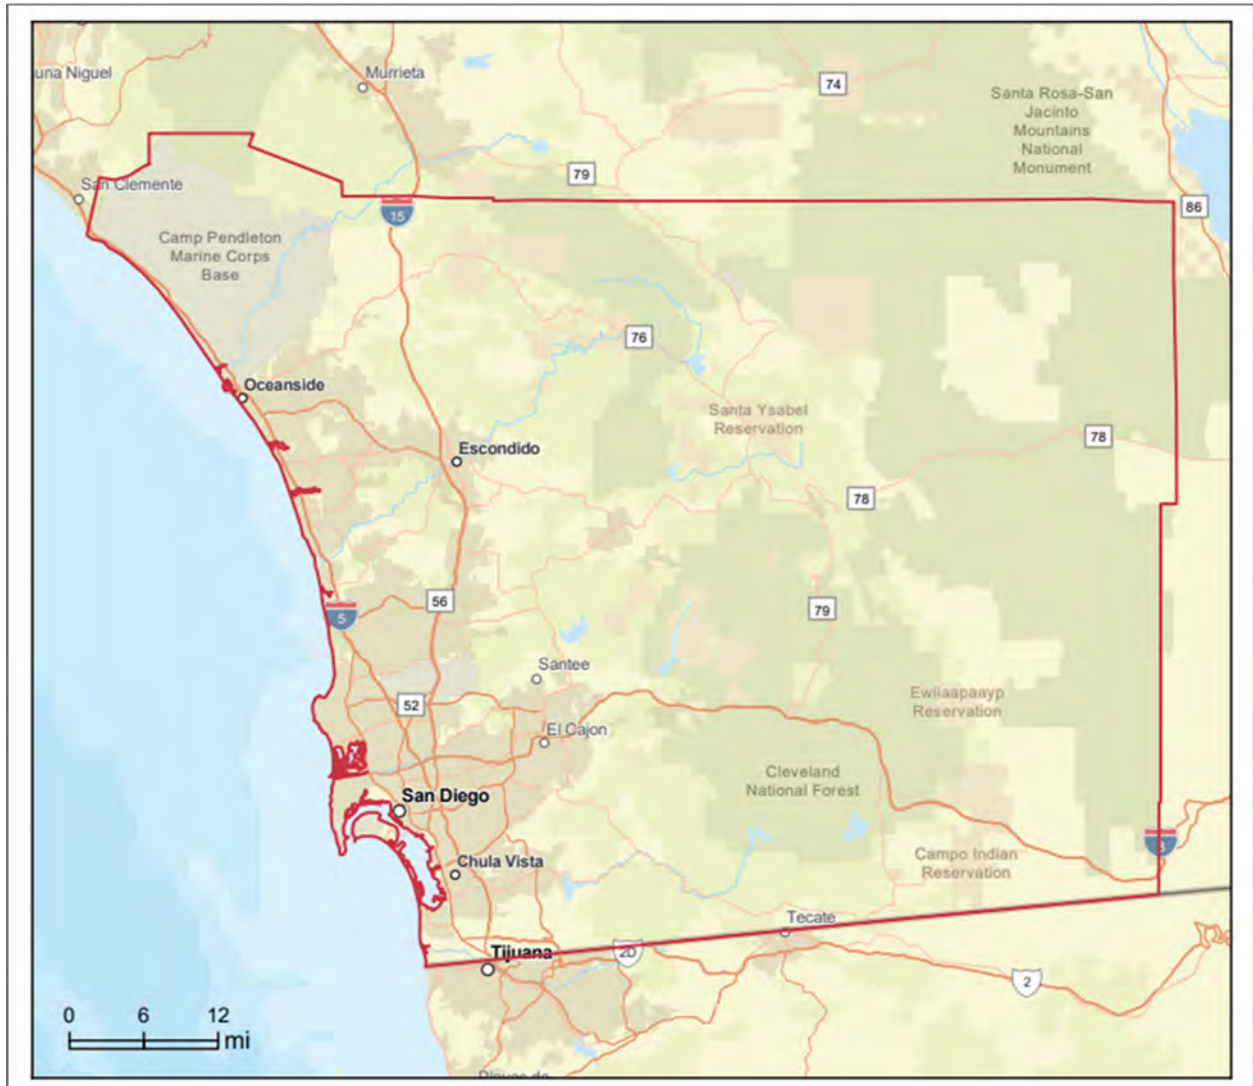 una Niguel
Murrieta
74
Santa Rosa-San
Jacinto
Mountains
National
Monument
79
San Clemente
15
86
Camp Pendleton
Marine Corps
Base
76
Oceanside
Santa Ysabel
Reservation
78
Escondido
78
56
79
5
Santee
52
Ewiiaapaayp
Reservation
El Cajon
Cleveland
National Forest
San Diego
8
Chula Vista
Campo Indian
Reservation
Tecate
Tijuana
2D
2
0 6 12
mi
Playas de